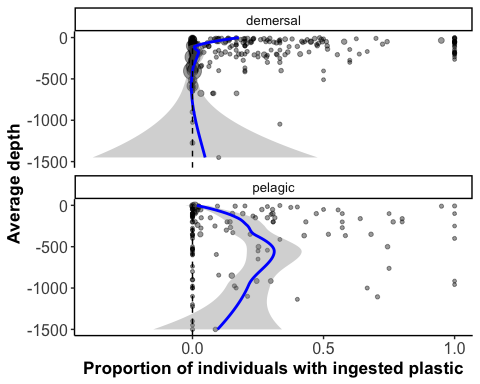 demersal
0
-500
-1000
-1500
pelagic
0
-500
-1000
-1500
0.0 0.5 1.0
Average depth
Proportion of individuals with ingested plastic